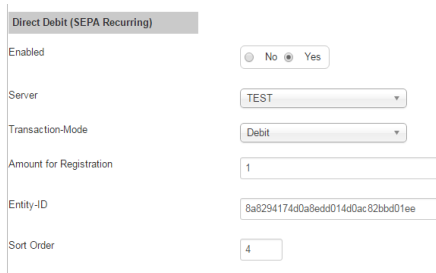 Direct Debit (SEPA Recurring)
Enabled No Yes
Server TEST
Transaction-Mode Debit
Amount for Registration 1
Entity-ID 8a8294174d0a8edd014d0ac82bbd01ee
Sort Order 4